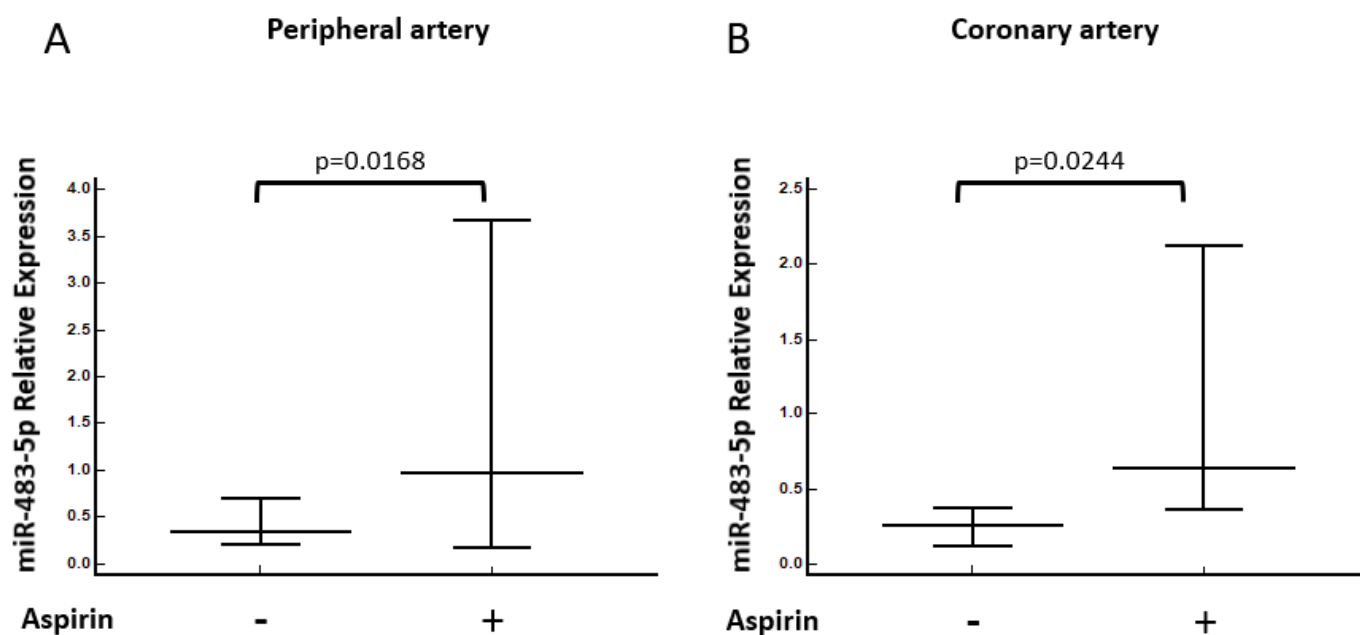 A
Peripheral artery
p=0.0168
miR-483-5p Relative Expression
4.0
3.5
3.0
2.5
2.0
1.5
1.0
0.5
0.0
Aspirin - +
B
Coronary artery
p=0.0244
miR-483-5p Relative Expression
2.5
2.0
1.5
1.0
0.5
0.0
Aspirin - +